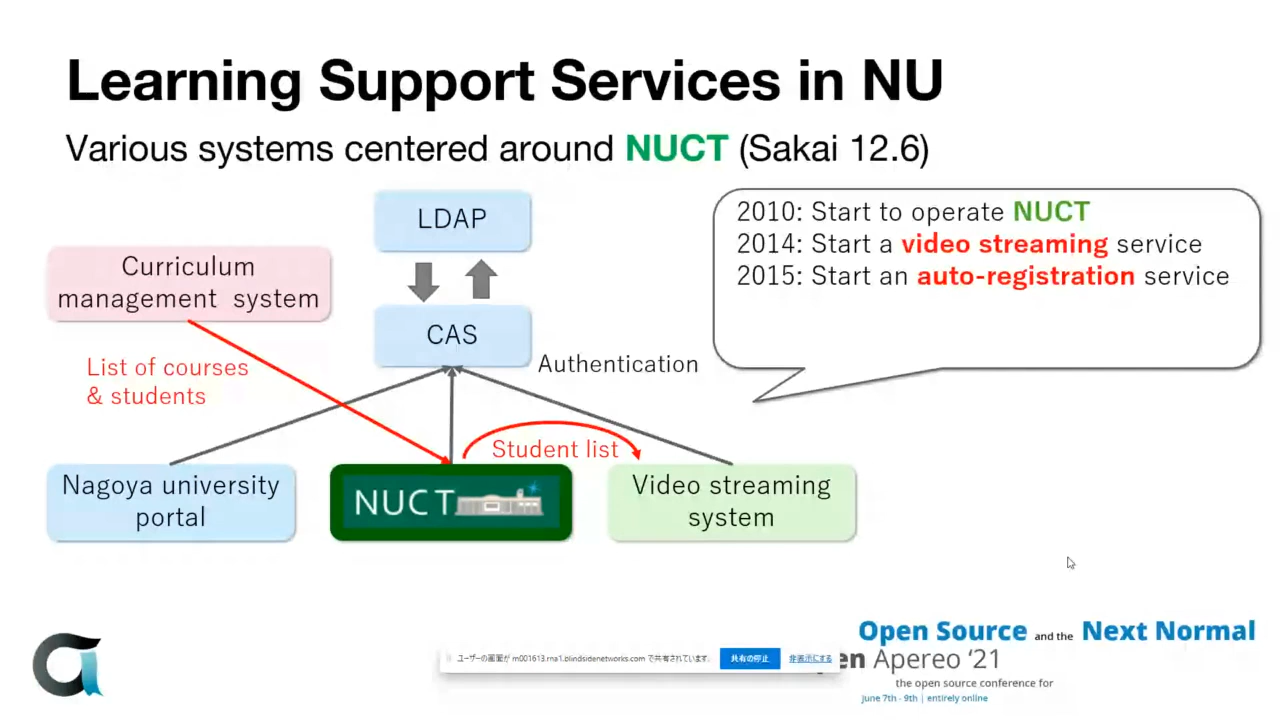 Learning Support Services in NU
Various systems centered around NUCT (Sakai 12.6)
LDAP
2010: Start to operate NUCT
2014: Start a video streaming service
2015: Start an auto-registration service
Curriculum
management system
CAS
Authentication
List of courses
& students
Student list
Nagoya university
portal
NUCT
Video streaming
system
Open Source and the Next Normal
en Apereo ‘21
the open source conference for
June 7th - 9th | entirely online
ユーザーの画面が m001613.rna1.blindsidenetworks.com で共有されています。
共有の停止
非表示にする